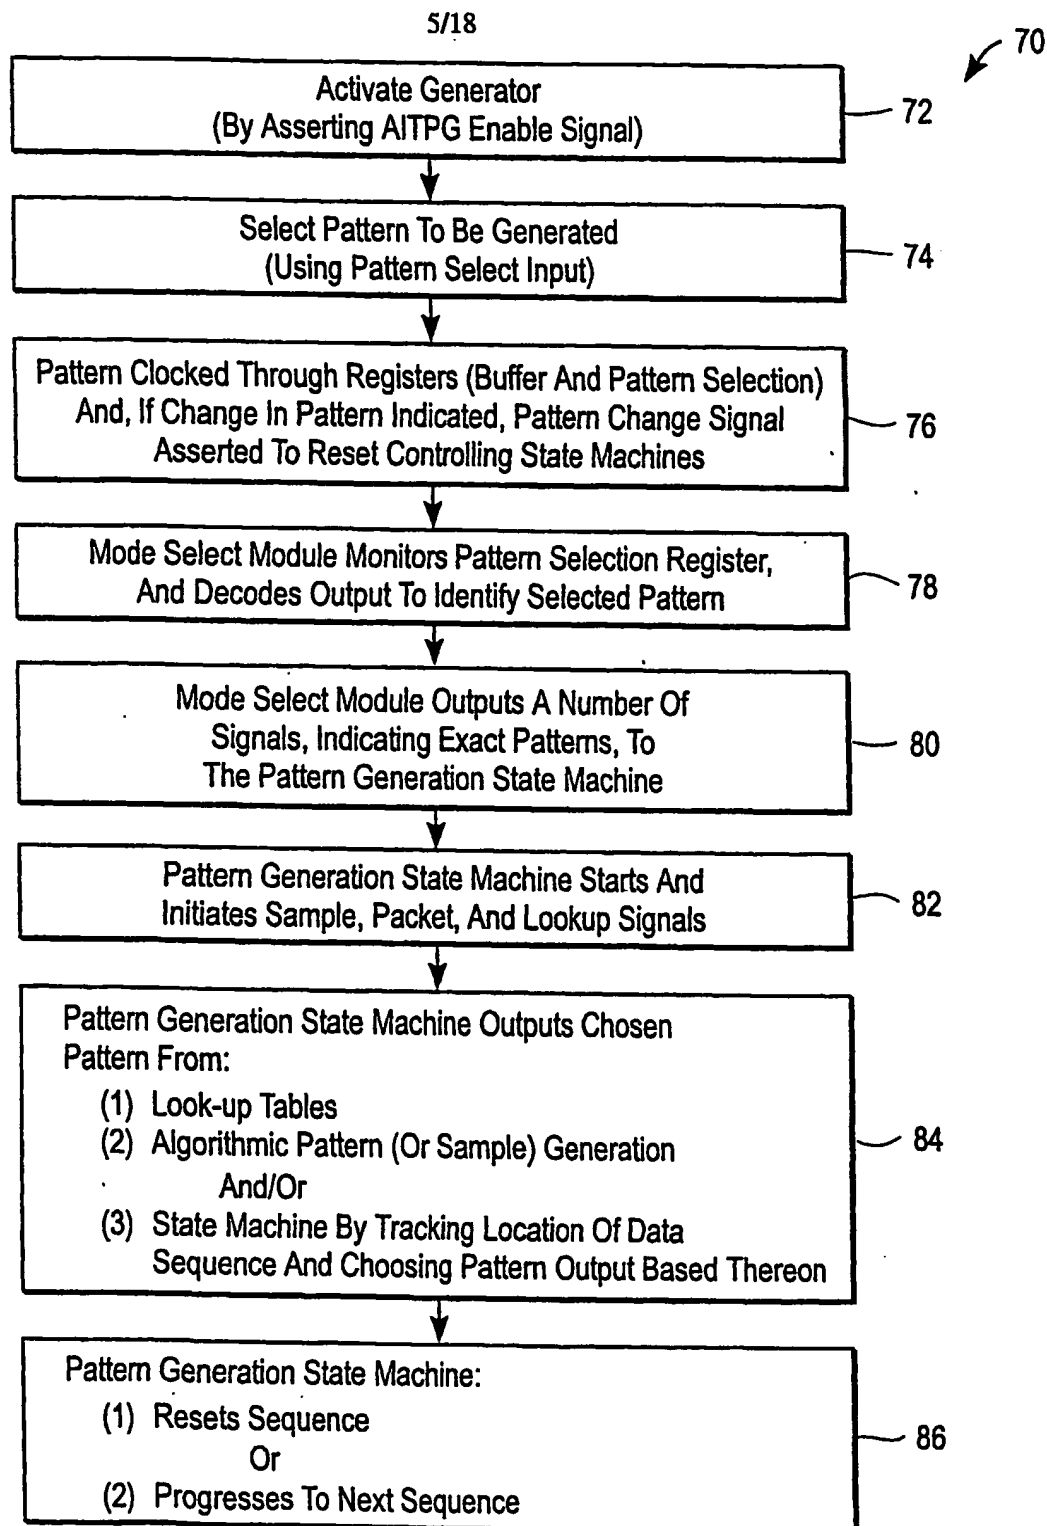 5/18
70
Activate Generator
(By Asserting AITPG Enable Signal)
72
Select Pattern To Be Generated
(Using Pattern Select Input)
74
Pattern Clocked Through Registers (Buffer And Pattern Selection)
And, If Change In Pattern Indicated, Pattern Change Signal
Asserted To Reset Controlling State Machines
76
Mode Select Module Monitors Pattern Selection Register,
And Decodes Output To Identify Selected Pattern
78
Mode Select Module Outputs A Number Of
Signals, Indicating Exact Patterns, To
The Pattern Generation State Machine
80
Pattern Generation State Machine Starts And
Initiates Sample, Packet, And Lookup Signals
82
Pattern Generation State Machine Outputs Chosen
Pattern From:
(1) Look-up Tables
(2) Algorithmic Pattern (Or Sample) Generation
And/Or
(3) State Machine By Tracking Location Of Data
Sequence And Choosing Pattern Output Based Thereon
84
Pattern Generation State Machine:
(1) Resets Sequence
Or
(2) Progresses To Next Sequence
86